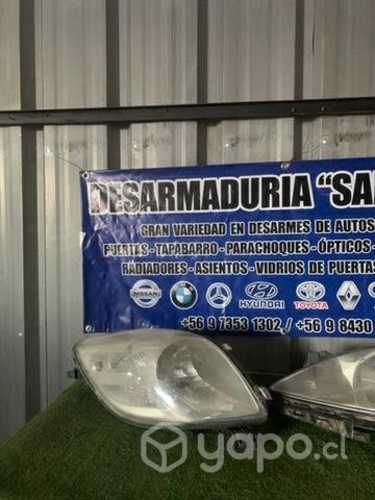 DESARMADURIA "SA
GRAN VARIEDAD EN DESARMES DE AUTOS
PUERTAS - TAPABARRO - PARACHOQUES - ÓPTICOS -
RADIADORES - ASIENTOS - VIDRIOS DE PUERTAS
NISSAN HYUNDAI TOYOTA
+56 9 7353 1302 / +56 9 8430
yapo.cl